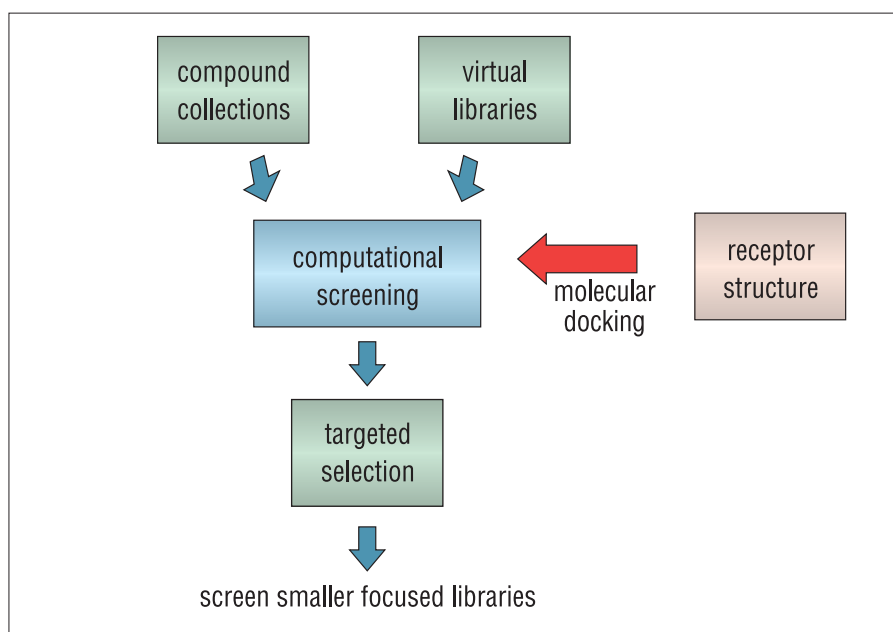 compound
collections
virtual
libraries
computational
screening
molecular
docking
receptor
structure
targeted
selection
screen smaller focused libraries